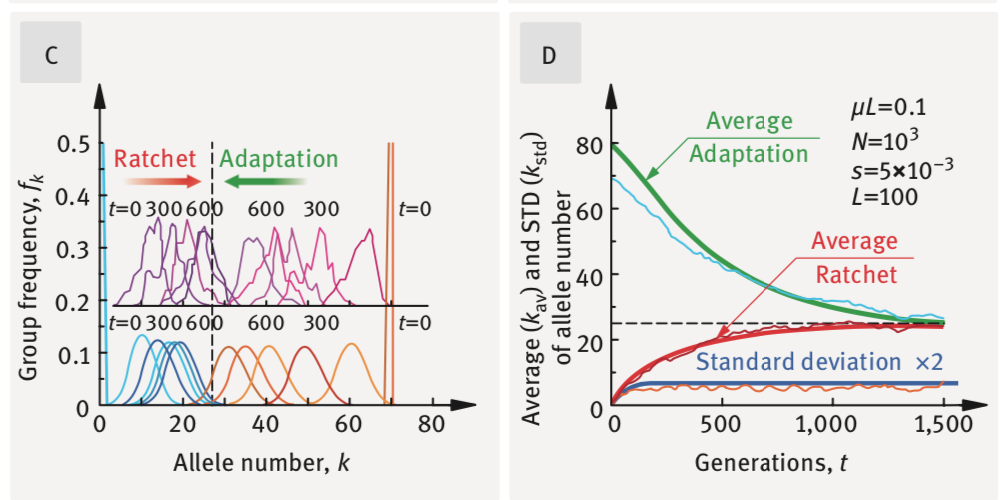 C
Group frequency, fₖ
0.5
0.4
0.3
0.2
0.1
0
Ratchet
Adaptation
t=0 300 600 600 300 t=0
t=0 300 600 600 300 t=0
0 20 40 60 80
Allele number, k
D
Average (k_av) and STD (k_std)
of allele number
80
60
40
20
0
Average
Adaptation
μL=0.1
N=10³
s=5×10⁻³
L=100
Average
Ratchet
Standard deviation ×2
0 500 1,000 1,500
Generations, t